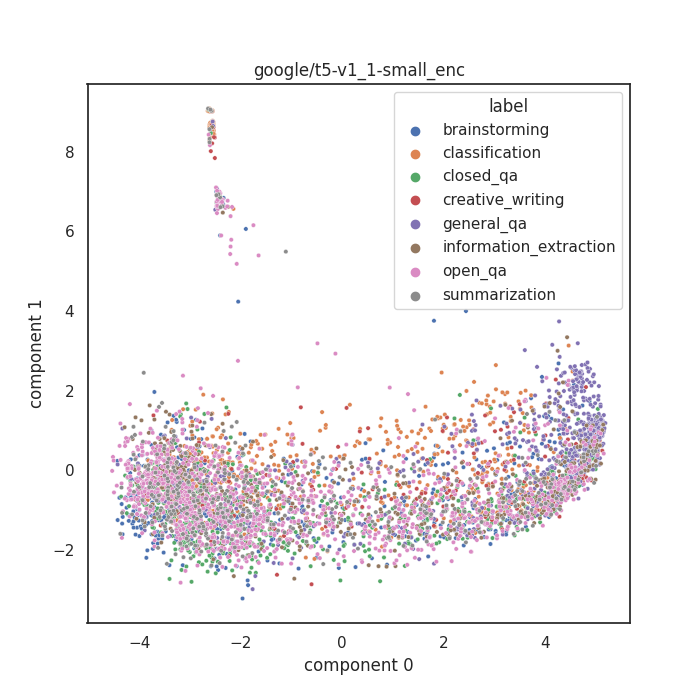 google/t5-v1_1-small_enc
label
brainstorming
classification
closed_qa
creative_writing
general_qa
information_extraction
open_qa
summarization
component 1
8
6
4
2
0
−2
−4
−2
0
2
4
component 0